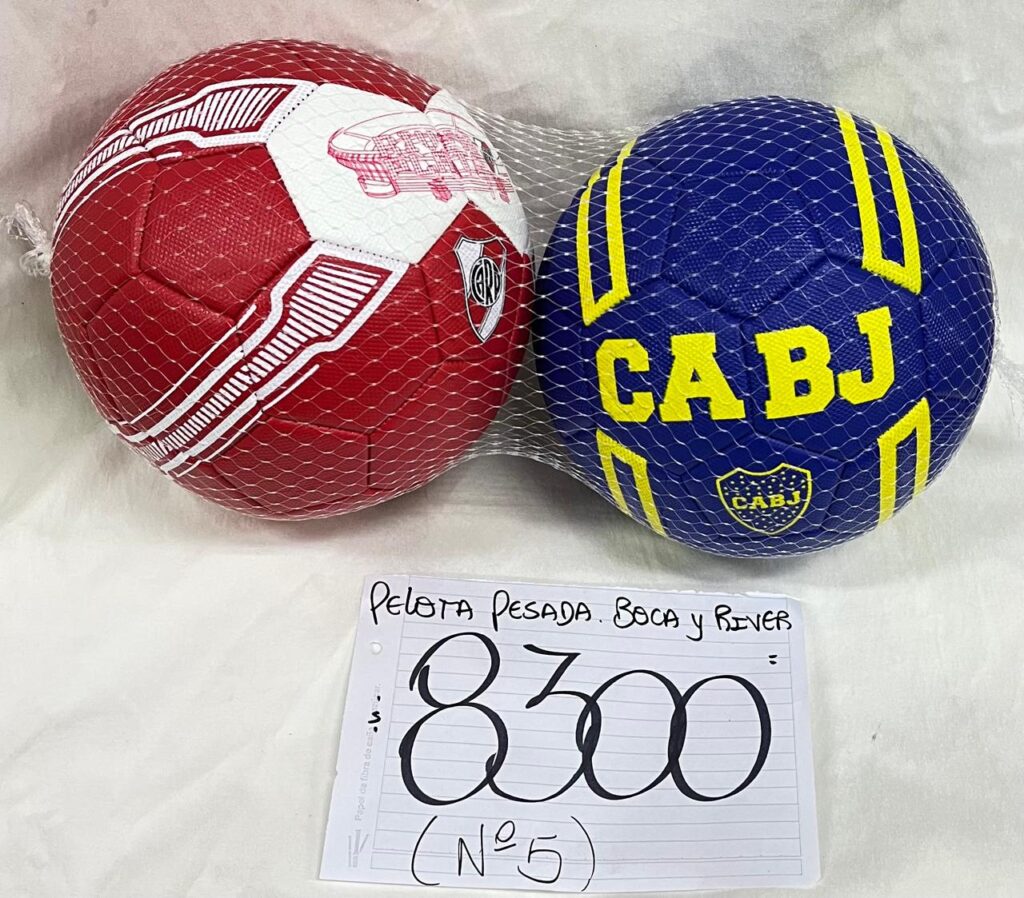 CARP
CABJ
CABJ
PELOTA PESADA. BOCA y RIVER
8300
(Nº5)